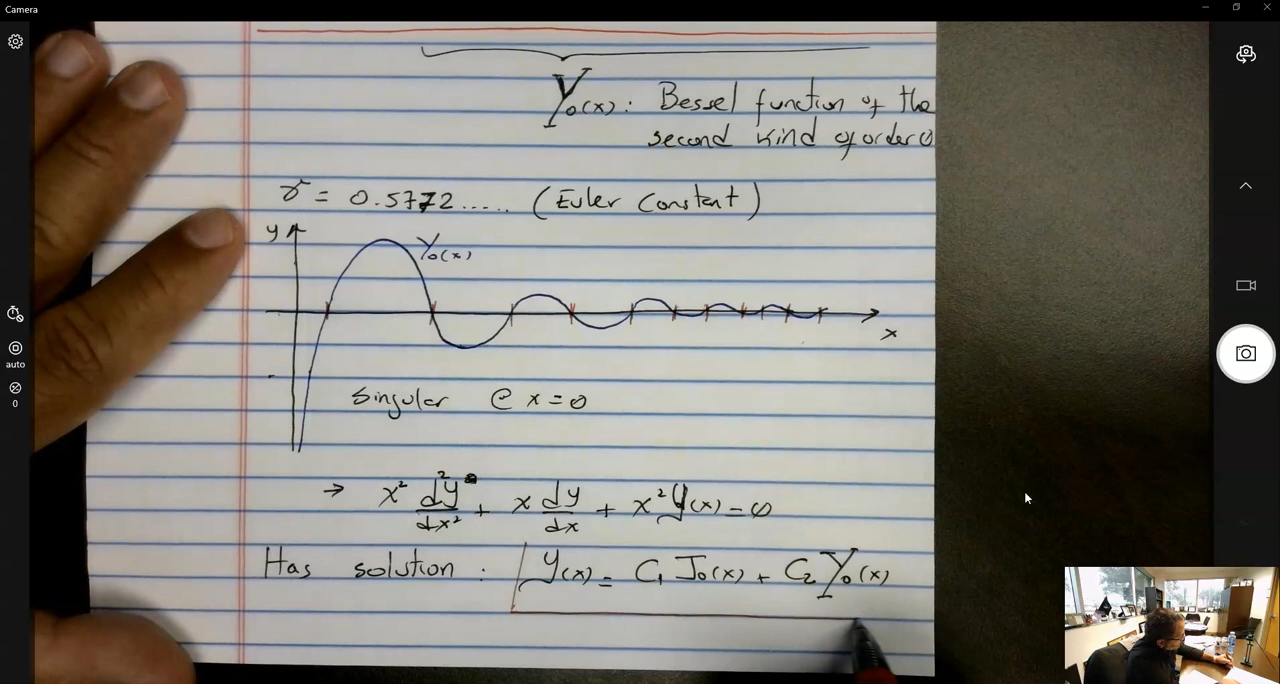 Camera
Y₀(x): Bessel function of the
second kind of order 0
γ = 0.5772..... (Euler Constant)
y
Y₀(x)
x
Singular @ x=0
→ x² d²y/dx² + x dy/dx + x² y(x) = 0
Has solution : y(x) = C₁ J₀(x) + C₂ Y₀(x)
auto
0